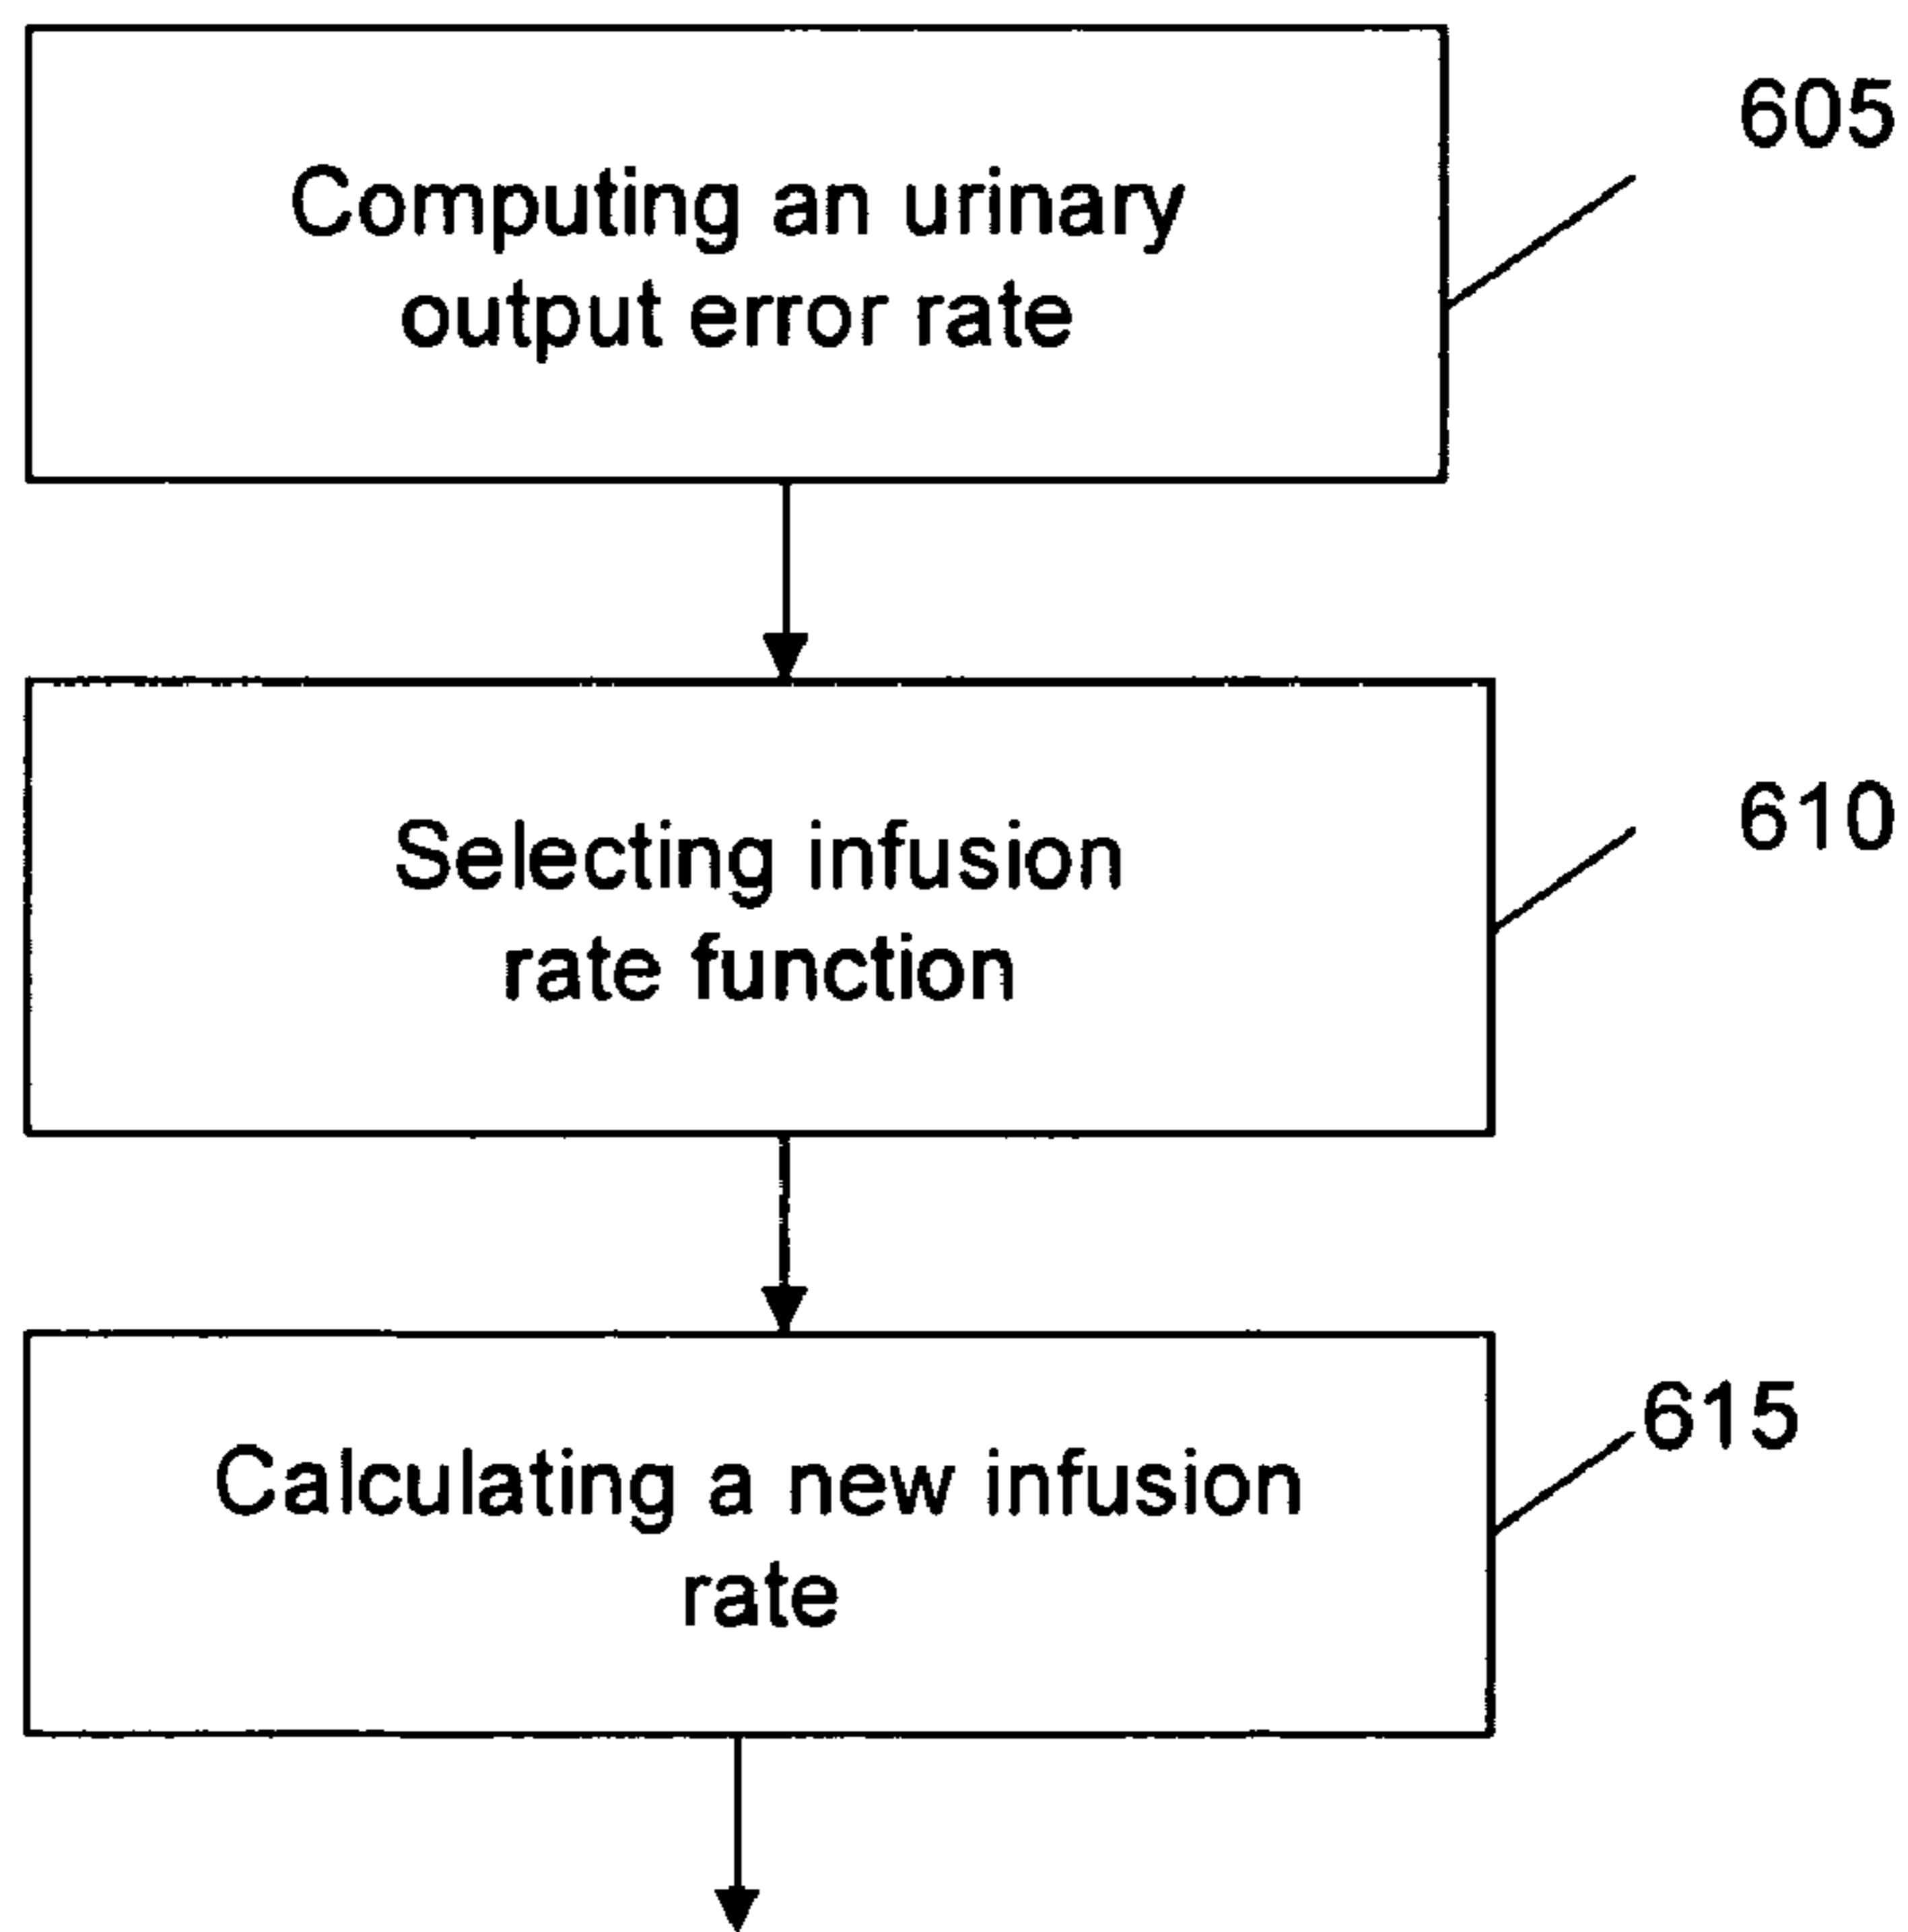 605
Computing an urinary
output error rate
610
Selecting infusion
rate function
615
Calculating a new infusion
rate